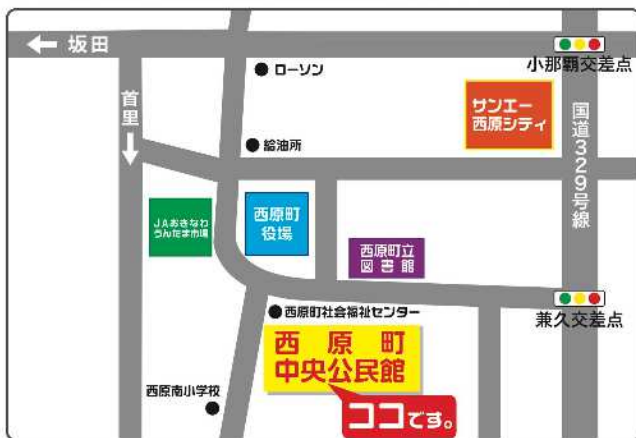 坂田
小那覇交差点
ローソン
首里
サンエー
西原シティ
国道329号線
給油所
JAおきなわ
うんたま市場
西原町
役場
西原町立
図書館
西原町社会福祉センター
兼久交差点
西原町
中央公民館
西原南小学校
ココです。